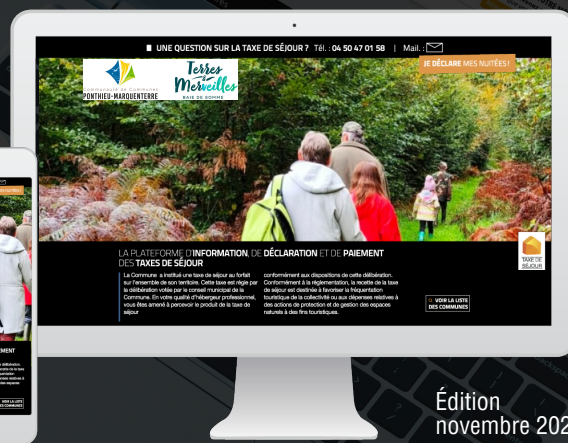 UNE QUESTION SUR LA TAXE DE SÉJOUR ? Tél. : 04 50 47 01 58 | Mail. :
JE DÉCLARE MES NUITÉES !
Communauté de Communes
PONTHIEU-MARQUENTERRE
Terres
&
Merveilles
BAIE DE SOMME
LA PLATEFORME D'INFORMATION, DE DÉCLARATION ET DE PAIEMENT
DES TAXES DE SÉJOUR
La Commune a institué une taxe de séjour au forfait
sur l'ensemble de son territoire. Cette taxe est régie par
la délibération votée par le conseil municipal de la
Commune. En votre qualité d'hébergeur professionnel,
vous êtes amené à percevoir le produit de la taxe de
séjour
conformément aux dispositions de cette délibération.
Conformément à la réglementation, la recette de la taxe
de séjour est destinée à favoriser la fréquentation
touristique de la collectivité ou aux dépenses relatives à
des actions de protection et de gestion des espaces
naturels à des fins touristiques.
VOIR LA LISTE
DES COMMUNES
TAXE DE
SÉJOUR
VOIR LA LISTE
DES COMMUNES
Édition
novembre 202